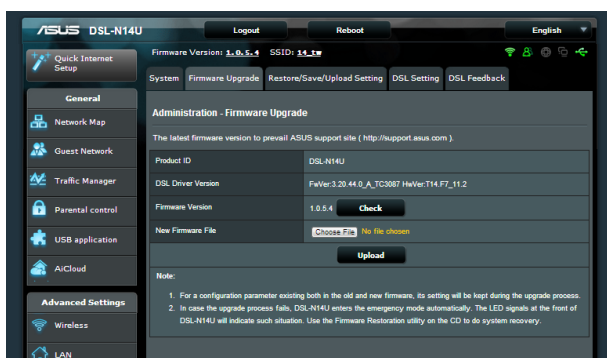 ASUS DSL-N14U Logout Reboot English
Quick Internet Setup
Firmware Version: 1.0.5.4 SSID: 14_tw
System Firmware Upgrade Restore/Save/Upload Setting DSL Setting DSL Feedback
General
Network Map
Guest Network
Traffic Manager
Parental control
USB application
AiCloud
Advanced Settings
Wireless
LAN
Administration - Firmware Upgrade
The latest firmware version to prevail ASUS support site ( http://support.asus.com ).
Product ID DSL-N14U
DSL Driver Version FwVer:3.20.44.0_A_TC3087 HwVer:T14.F7_11.2
Firmware Version 1.0.5.4 Check
New Firmware File Choose File No file chosen
Upload
Note:
1. For a configuration parameter existing both in the old and new firmware, its setting will be kept during the upgrade process.
2. In case the upgrade process fails, DSL-N14U enters the emergency mode automatically. The LED signals at the front of
DSL-N14U will indicate such situation. Use the Firmware Restoration utility on the CD to do system recovery.